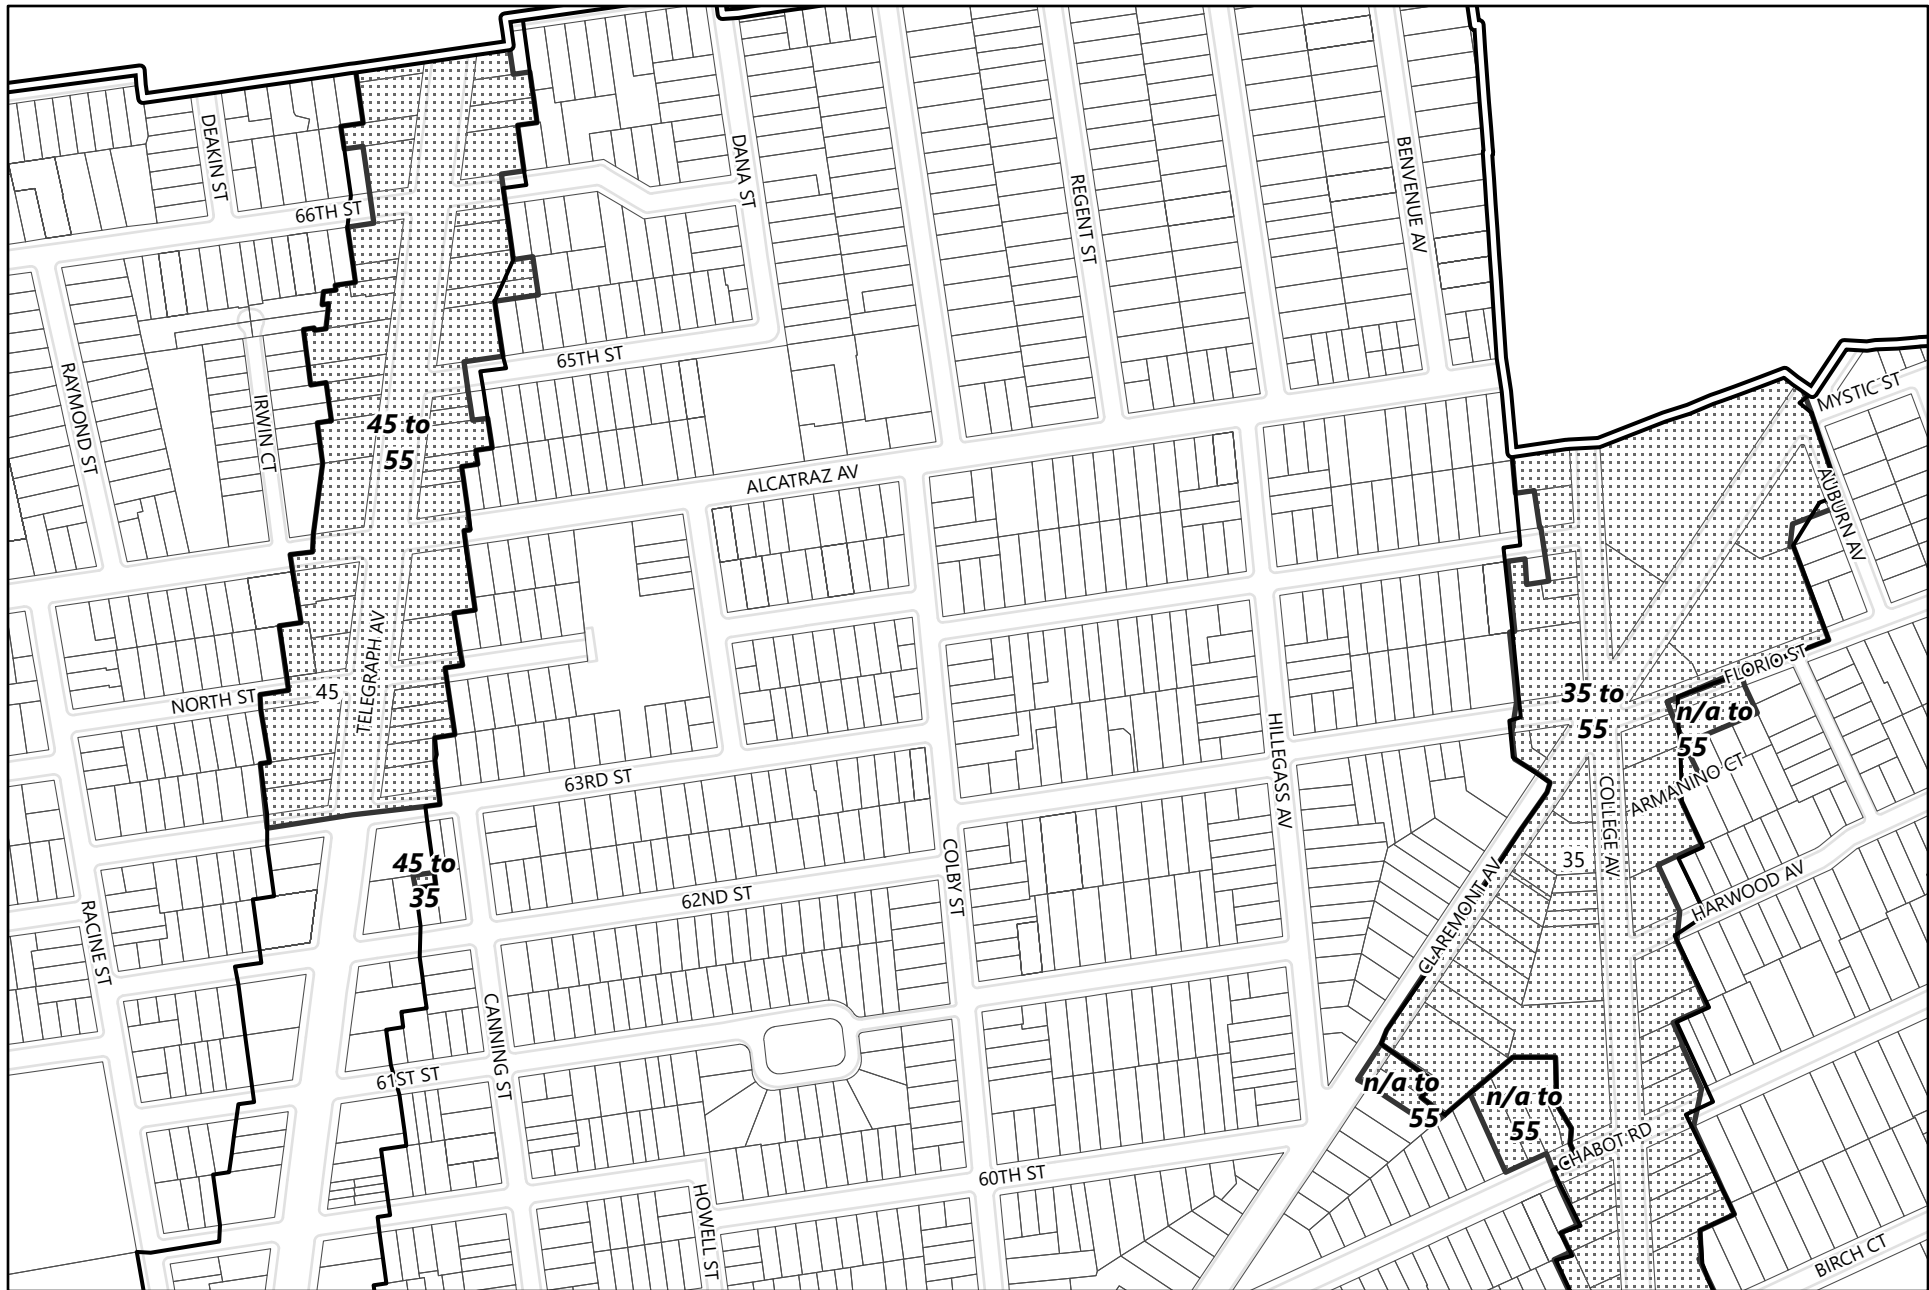 DEAKIN ST
66TH ST
DANA ST
REGENT ST
BENVENUE AV
RAYMOND ST
IRWIN CT
65TH ST
45 to
55
ALCATRAZ AV
MYSTIC ST
AUBURN AV
TELEGRAPH AV
45
NORTH ST
63RD ST
HILLEGASS AV
FLORIO ST
35 to
55
n/a to
55
ARMANINO CT
COLLEGE AV
35
45 to
35
COLBY ST
62ND ST
CLAREMONT AV
HARWOOD AV
RACINE ST
CANNING ST
61ST ST
n/a to
55
n/a to
55
CHABOT RD
60TH ST
HOWELL ST
BIRCH CT